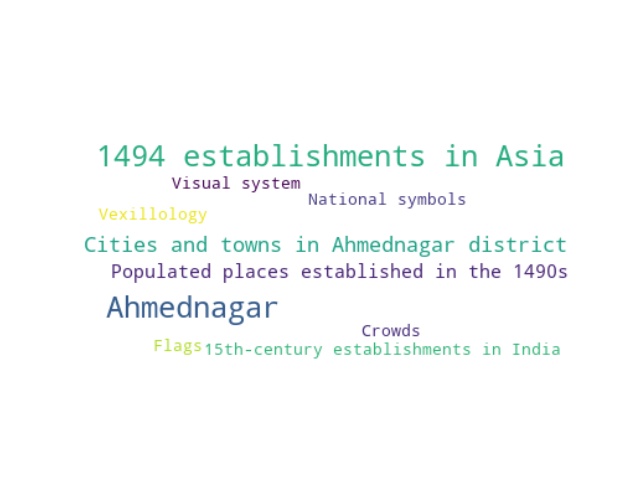 1494 establishments in Asia
Visual system
National symbols
Vexillology
Cities and towns in Ahmednagar district
Populated places established in the 1490s
Ahmednagar
Crowds
Flags
15th-century establishments in India